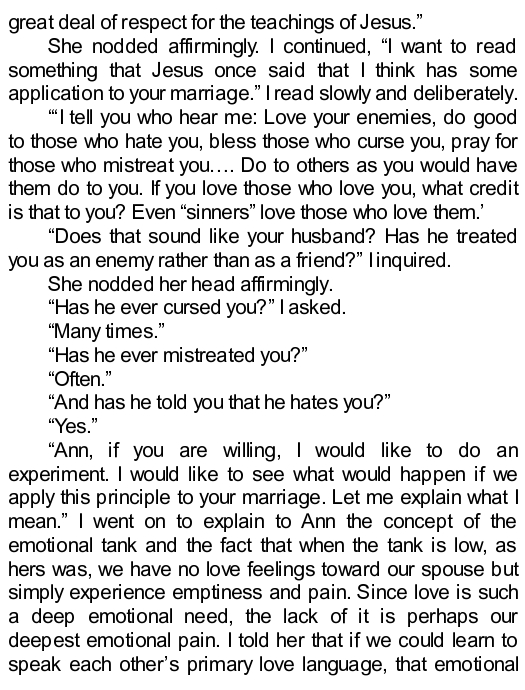 great deal of respect for the teachings of Jesus.”
She nodded affirmingly. I continued, “I want to read
something that Jesus once said that I think has some
application to your marriage.” I read slowly and deliberately.
“‘I tell you who hear me: Love your enemies, do good
to those who hate you, bless those who curse you, pray for
those who mistreat you…. Do to others as you would have
them do to you. If you love those who love you, what credit
is that to you? Even “sinners” love those who love them.’
“Does that sound like your husband? Has he treated
you as an enemy rather than as a friend?” I inquired.
She nodded her head affirmingly.
“Has he ever cursed you?” I asked.
“Many times.”
“Has he ever mistreated you?”
“Often.”
“And has he told you that he hates you?”
“Yes.”
“Ann, if you are willing, I would like to do an
experiment. I would like to see what would happen if we
apply this principle to your marriage. Let me explain what I
mean.” I went on to explain to Ann the concept of the
emotional tank and the fact that when the tank is low, as
hers was, we have no love feelings toward our spouse but
simply experience emptiness and pain. Since love is such
a deep emotional need, the lack of it is perhaps our
deepest emotional pain. I told her that if we could learn to
speak each other’s primary love language, that emotional